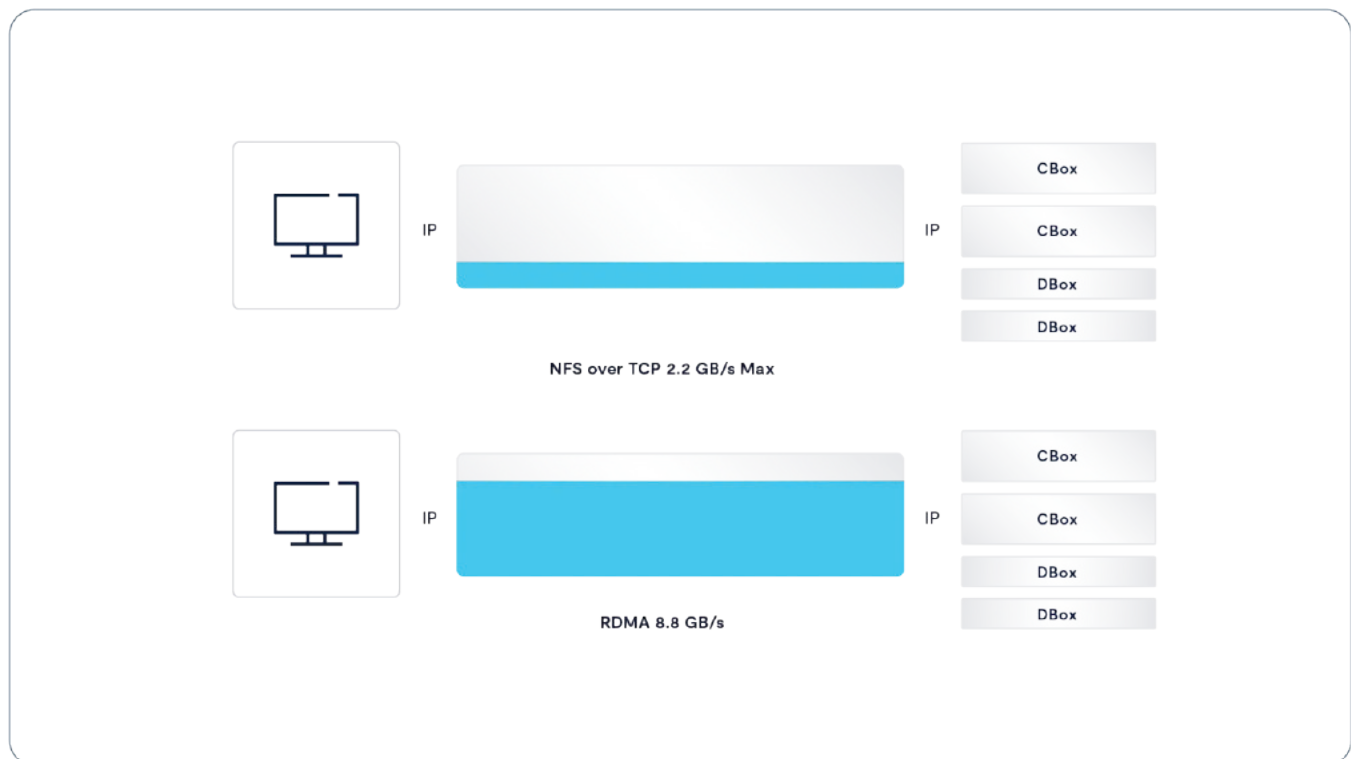 IP
IP
CBox
CBox
DBox
DBox
NFS over TCP 2.2 GB/s Max
IP
IP
CBox
CBox
DBox
DBox
RDMA 8.8 GB/s